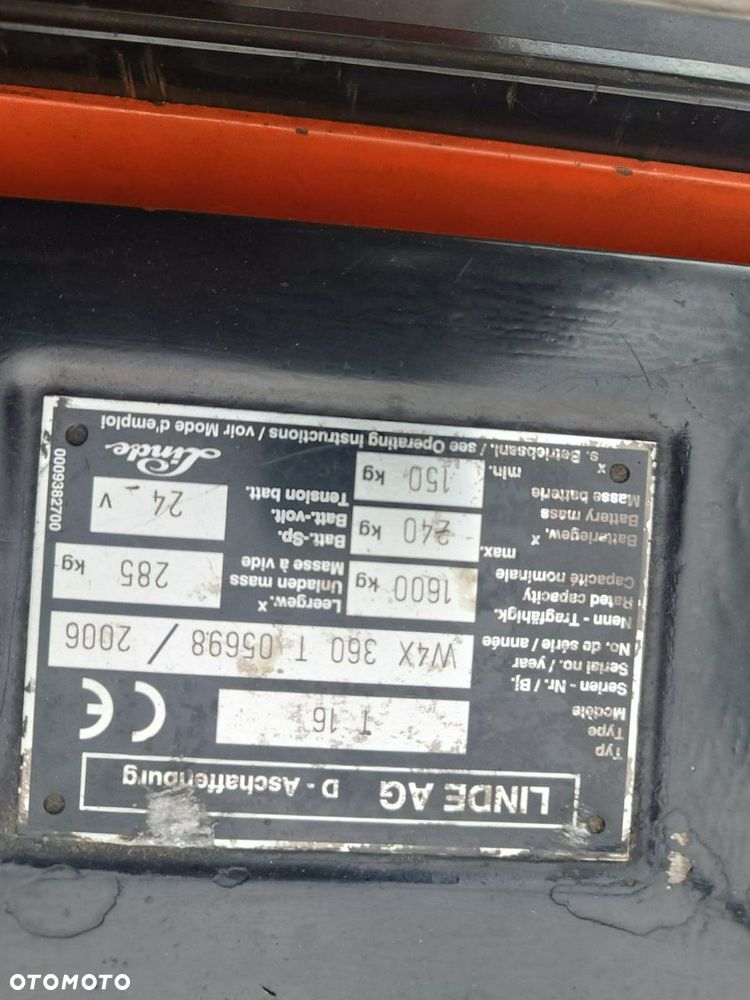 LINDE AG D - Aschaffenburg
Typ
Type
Modèle
T 16
CE
Serien - Nr./ Bj.
Serial no./ year
No. de série / année
W4X 360 T 05698 / 2006
Nenn - Tragfähigk.
Rated capacity
Capacité nominale
1600 kg
Leergew. x
Unladen mass
Masse à vide
285 kg
Batteriegew. x
Battery mass
Masse batterie
max.
240 kg
min.
150 kg
Batt.-Sp.
Batt.-volt.
Tension batt.
24 v
x
s. Betriebsanl./ see Operating Instructions / voir Mode d'emploi
Linde
0009382700
OTOMOTO